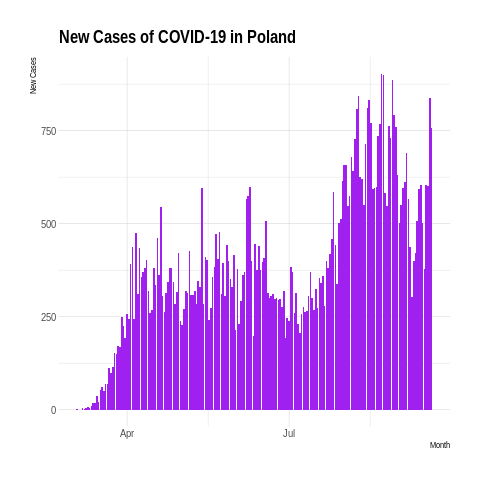 New Cases of COVID-19 in Poland
New Cases
750
500
250
0
Apr
Jul
Month